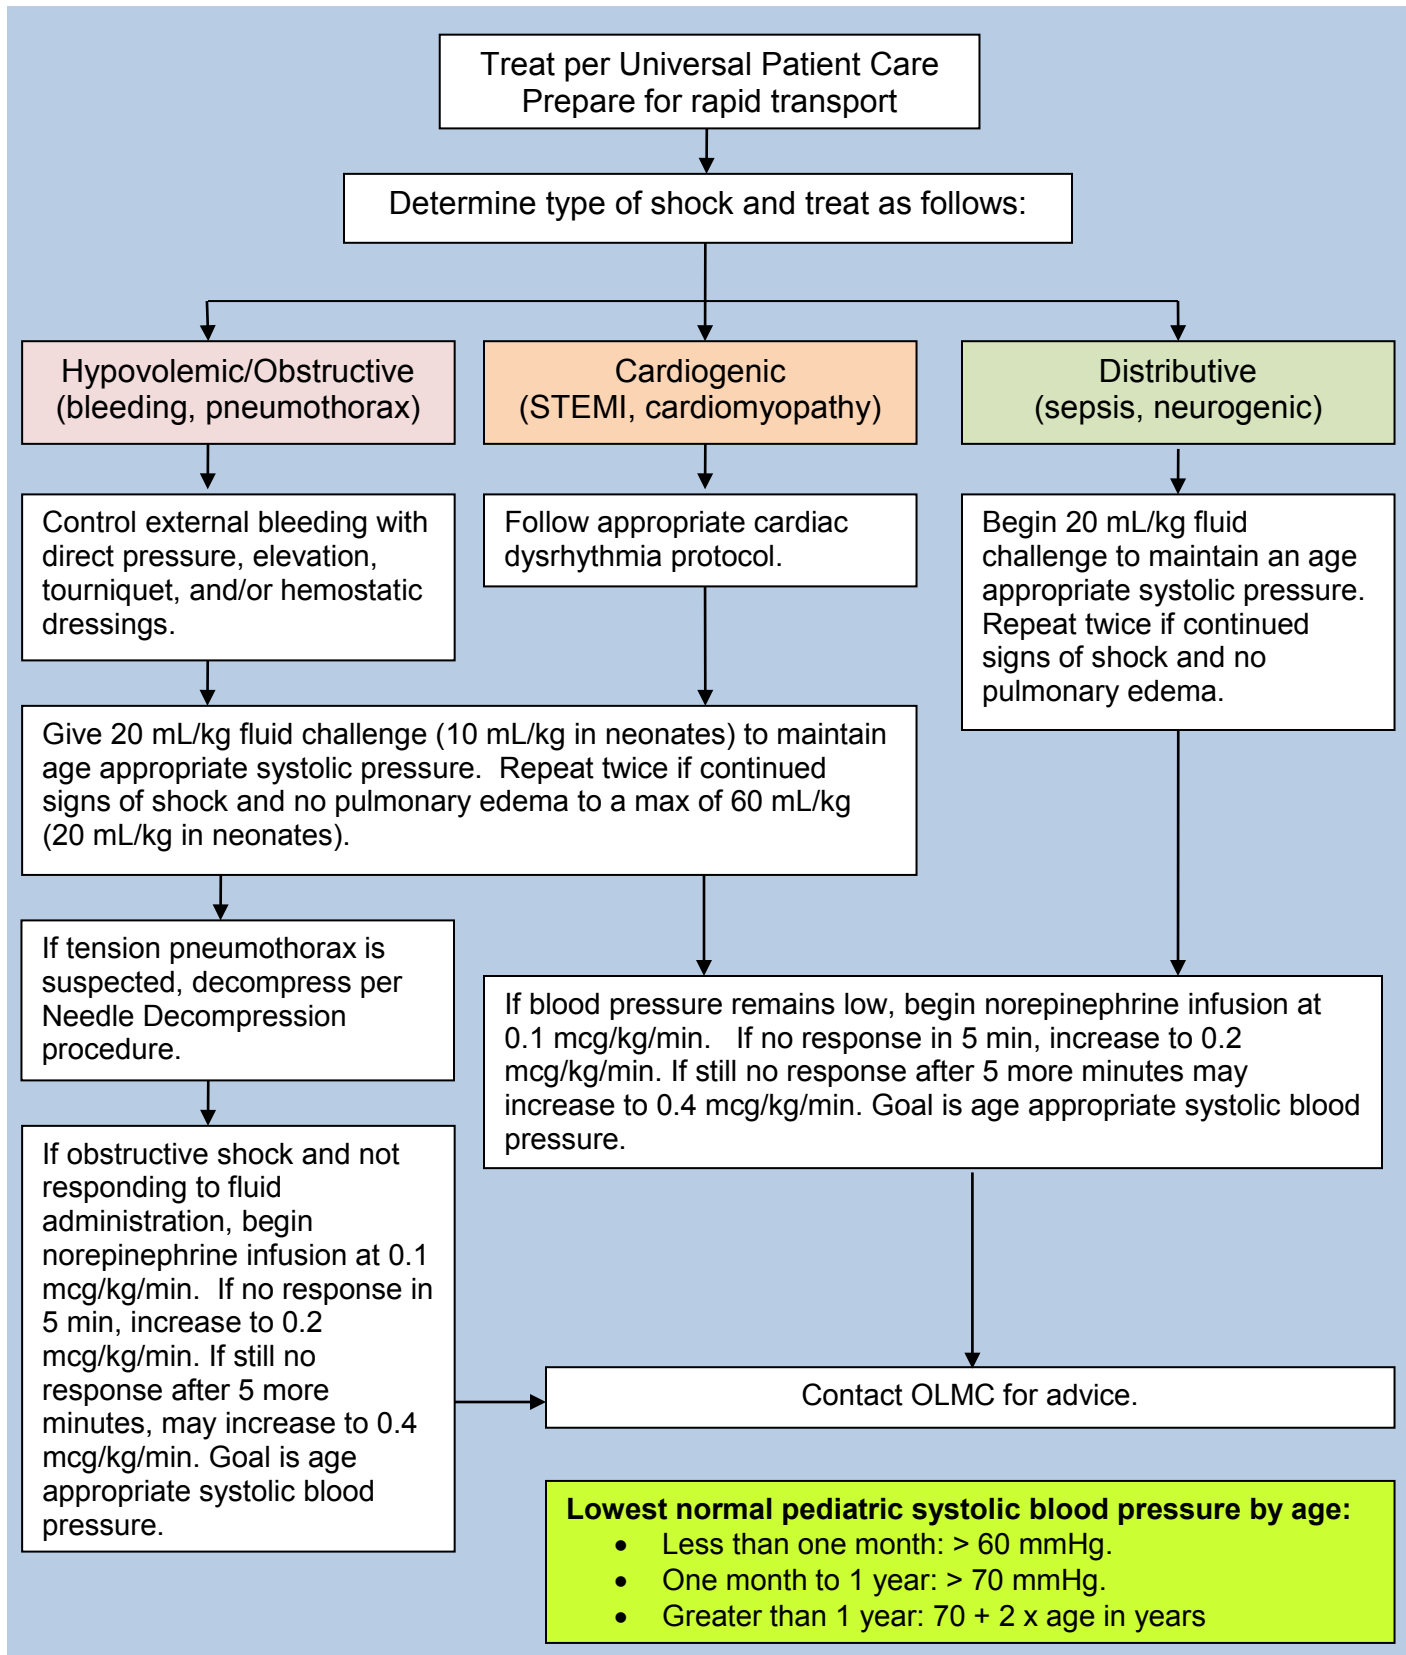 Treat per Universal Patient Care
Prepare for rapid transport
Determine type of shock and treat as follows:
Hypovolemic/Obstructive
(bleeding, pneumothorax)
Cardiogenic
(STEMI, cardiomyopathy)
Distributive
(sepsis, neurogenic)
Control external bleeding with
direct pressure, elevation,
tourniquet, and/or hemostatic
dressings.
Follow appropriate cardiac
dysrhythmia protocol.
Begin 20 mL/kg fluid
challenge to maintain an age
appropriate systolic pressure.
Repeat twice if continued
signs of shock and no
pulmonary edema.
Give 20 mL/kg fluid challenge (10 mL/kg in neonates) to maintain
age appropriate systolic pressure.  Repeat twice if continued
signs of shock and no pulmonary edema to a max of 60 mL/kg
(20 mL/kg in neonates).
If tension pneumothorax is
suspected, decompress per
Needle Decompression
procedure.
If blood pressure remains low, begin norepinephrine infusion at
0.1 mcg/kg/min.   If no response in 5 min, increase to 0.2
mcg/kg/min. If still no response after 5 more minutes may
increase to 0.4 mcg/kg/min. Goal is age appropriate systolic blood
pressure.
If obstructive shock and not
responding to fluid
administration, begin
norepinephrine infusion at 0.1
mcg/kg/min.  If no response in
5 min, increase to 0.2
mcg/kg/min. If still no
response after 5 more
minutes, may increase to 0.4
mcg/kg/min. Goal is age
appropriate systolic blood
pressure.
Contact OLMC for advice.
Lowest normal pediatric systolic blood pressure by age:
• Less than one month: > 60 mmHg.
• One month to 1 year: > 70 mmHg.
• Greater than 1 year: 70 + 2 x age in years